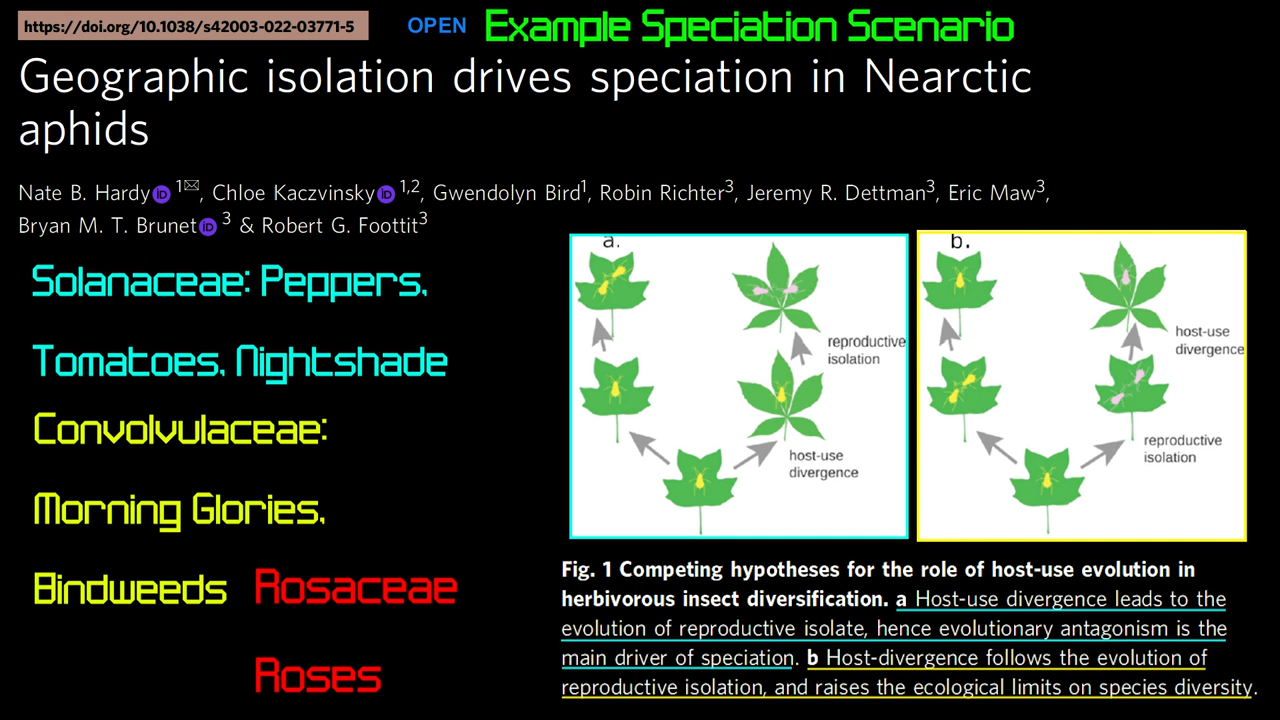 https://doi.org/10.1038/s42003-022-03771-5
OPEN
Example Speciation Scenario
Geographic isolation drives speciation in Nearctic
aphids
Nate B. Hardy iD 1✉, Chloe Kaczvinsky iD 1,2, Gwendolyn Bird1, Robin Richter3, Jeremy R. Dettman3, Eric Maw3,
Bryan M. T. Brunet iD 3 & Robert G. Foottit3
Solanaceae: Peppers,
Tomatoes, Nightshade
Convolvulaceae:
Morning Glories,
Bindweeds
Rosaceae
Roses
a.
reproductive
isolation
host-use
divergence
b.
host-use
divergence
reproductive
isolation
Fig. 1 Competing hypotheses for the role of host-use evolution in
herbivorous insect diversification. a Host-use divergence leads to the
evolution of reproductive isolate, hence evolutionary antagonism is the
main driver of speciation. b Host-divergence follows the evolution of
reproductive isolation, and raises the ecological limits on species diversity.